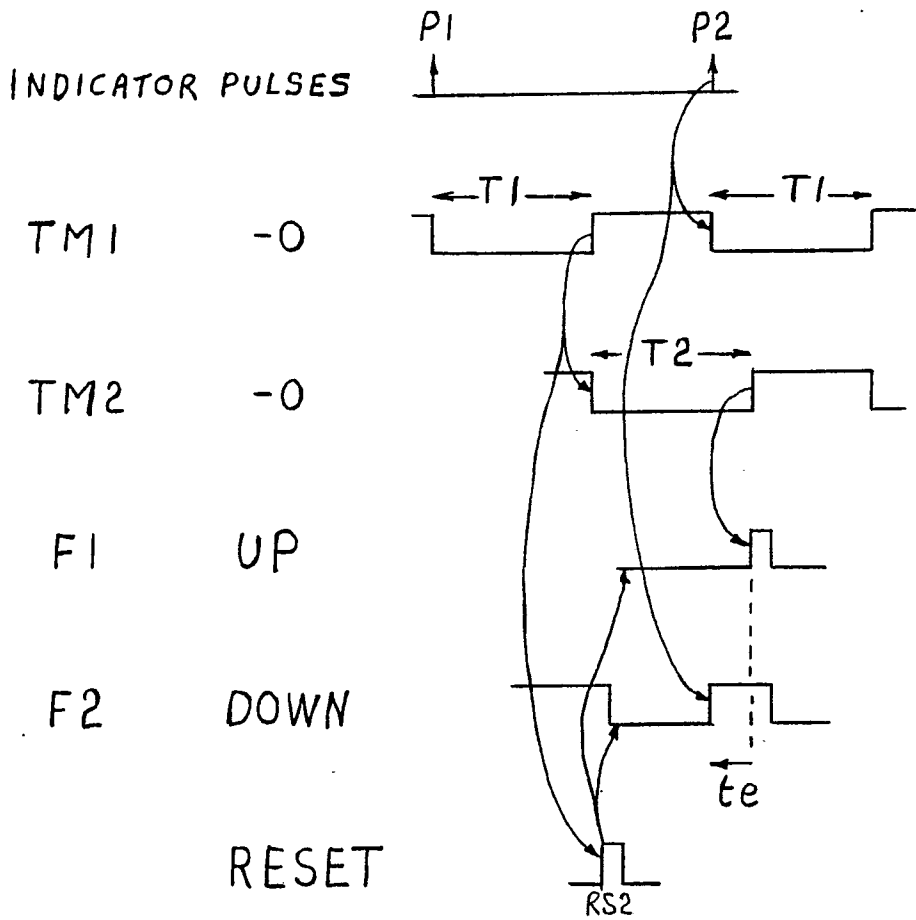 P1 P2
INDICATOR PULSES
T1 T1
TM1 -0
T2
TM2 -0
F1 UP
F2 DOWN
te
RESET
RS2